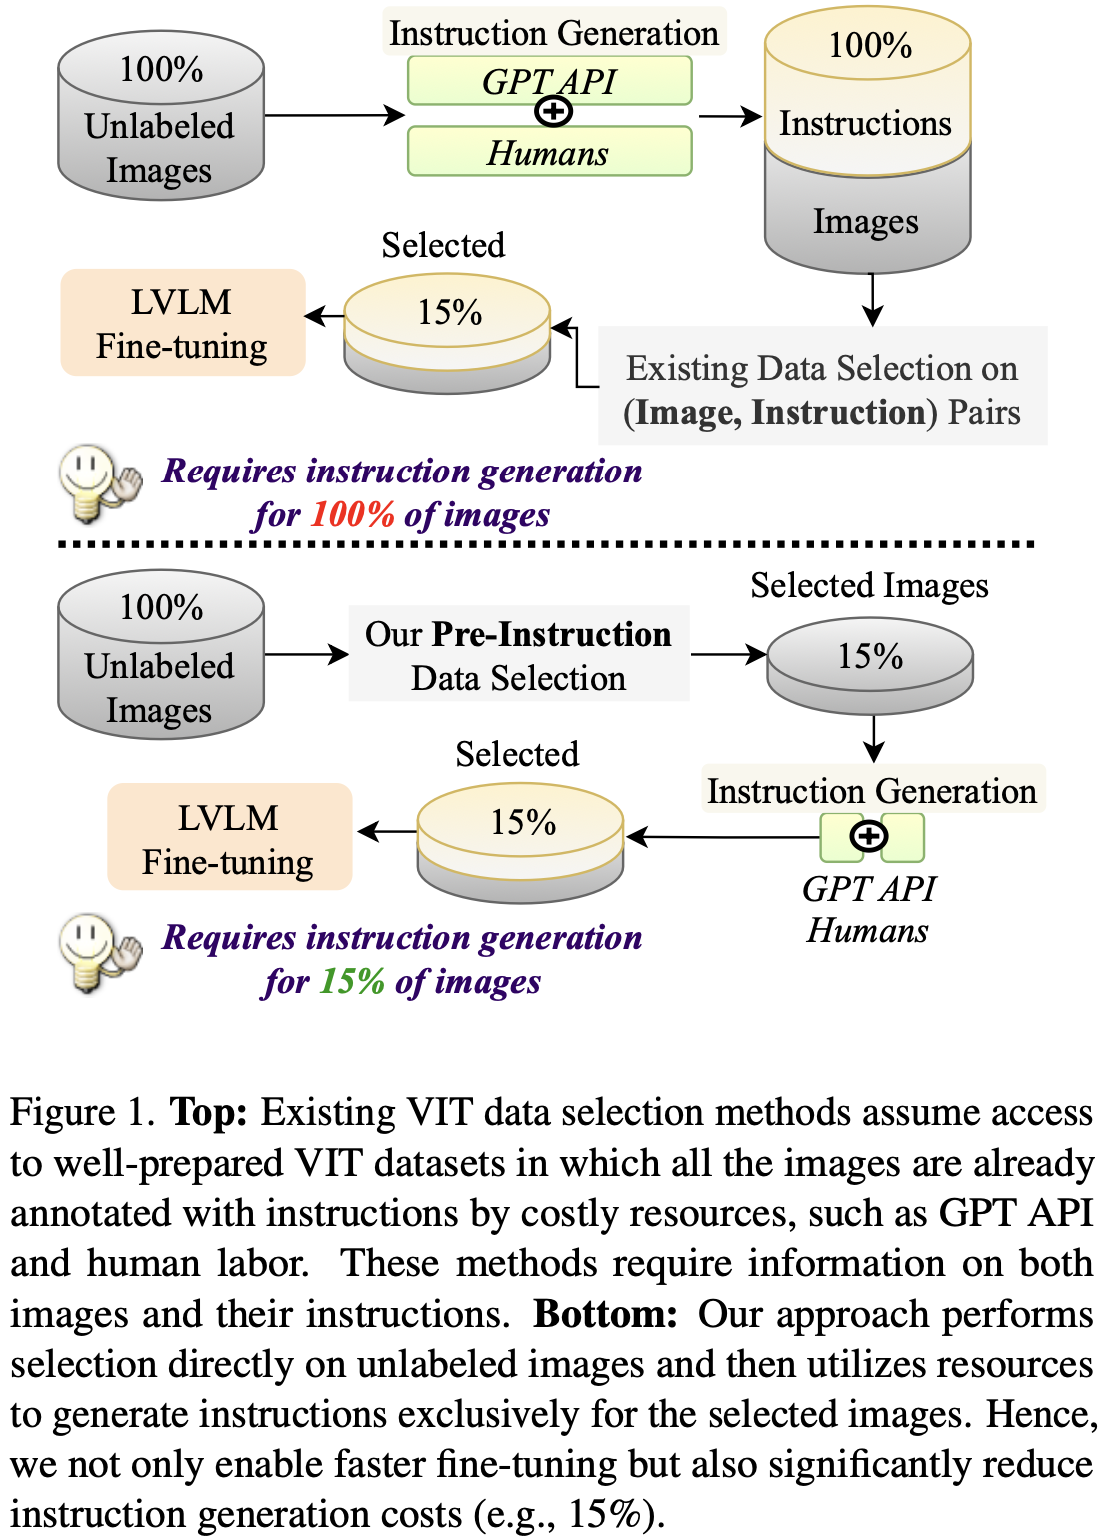 Instruction Generation
100%
Unlabeled
Images
GPT API
Humans
100%
Instructions
Images
Selected
LVLM
Fine-tuning
15%
Existing Data Selection on
(Image, Instruction) Pairs
Requires instruction generation
for 100% of images
100%
Unlabeled
Images
Our Pre-Instruction
Data Selection
Selected Images
15%
Selected
LVLM
Fine-tuning
15%
Instruction Generation
GPT API
Humans
Requires instruction generation
for 15% of images
Figure 1. Top: Existing VIT data selection methods assume access
to well-prepared VIT datasets in which all the images are already
annotated with instructions by costly resources, such as GPT API
and human labor. These methods require information on both
images and their instructions. Bottom: Our approach performs
selection directly on unlabeled images and then utilizes resources
to generate instructions exclusively for the selected images. Hence,
we not only enable faster fine-tuning but also significantly reduce
instruction generation costs (e.g., 15%).